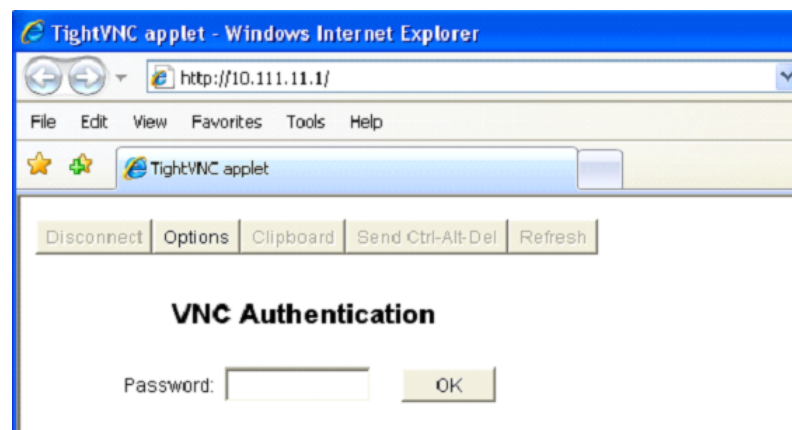 TightVNC applet - Windows Internet Explorer
http://10.111.11.1/
File Edit View Favorites Tools Help
TightVNC applet
Disconnect Options Clipboard Send Ctrl-Alt-Del Refresh
VNC Authentication
Password: OK